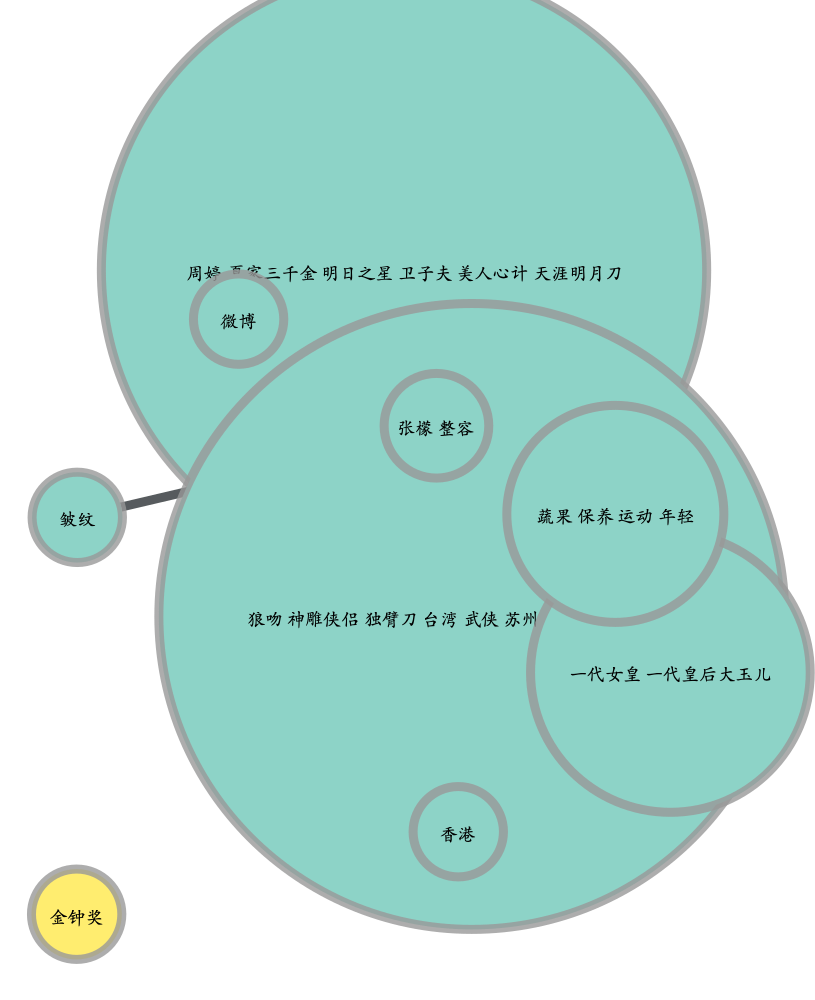 周婷 夏家三千金 明日之星 卫子夫 美人心计 天涯明月刀
微博
张檬 整容
蔬果 保养 运动 年轻
皱纹
狼吻 神雕侠侣 独臂刀 台湾 武侠 苏州
一代女皇 一代皇后大玉儿
香港
金钟奖